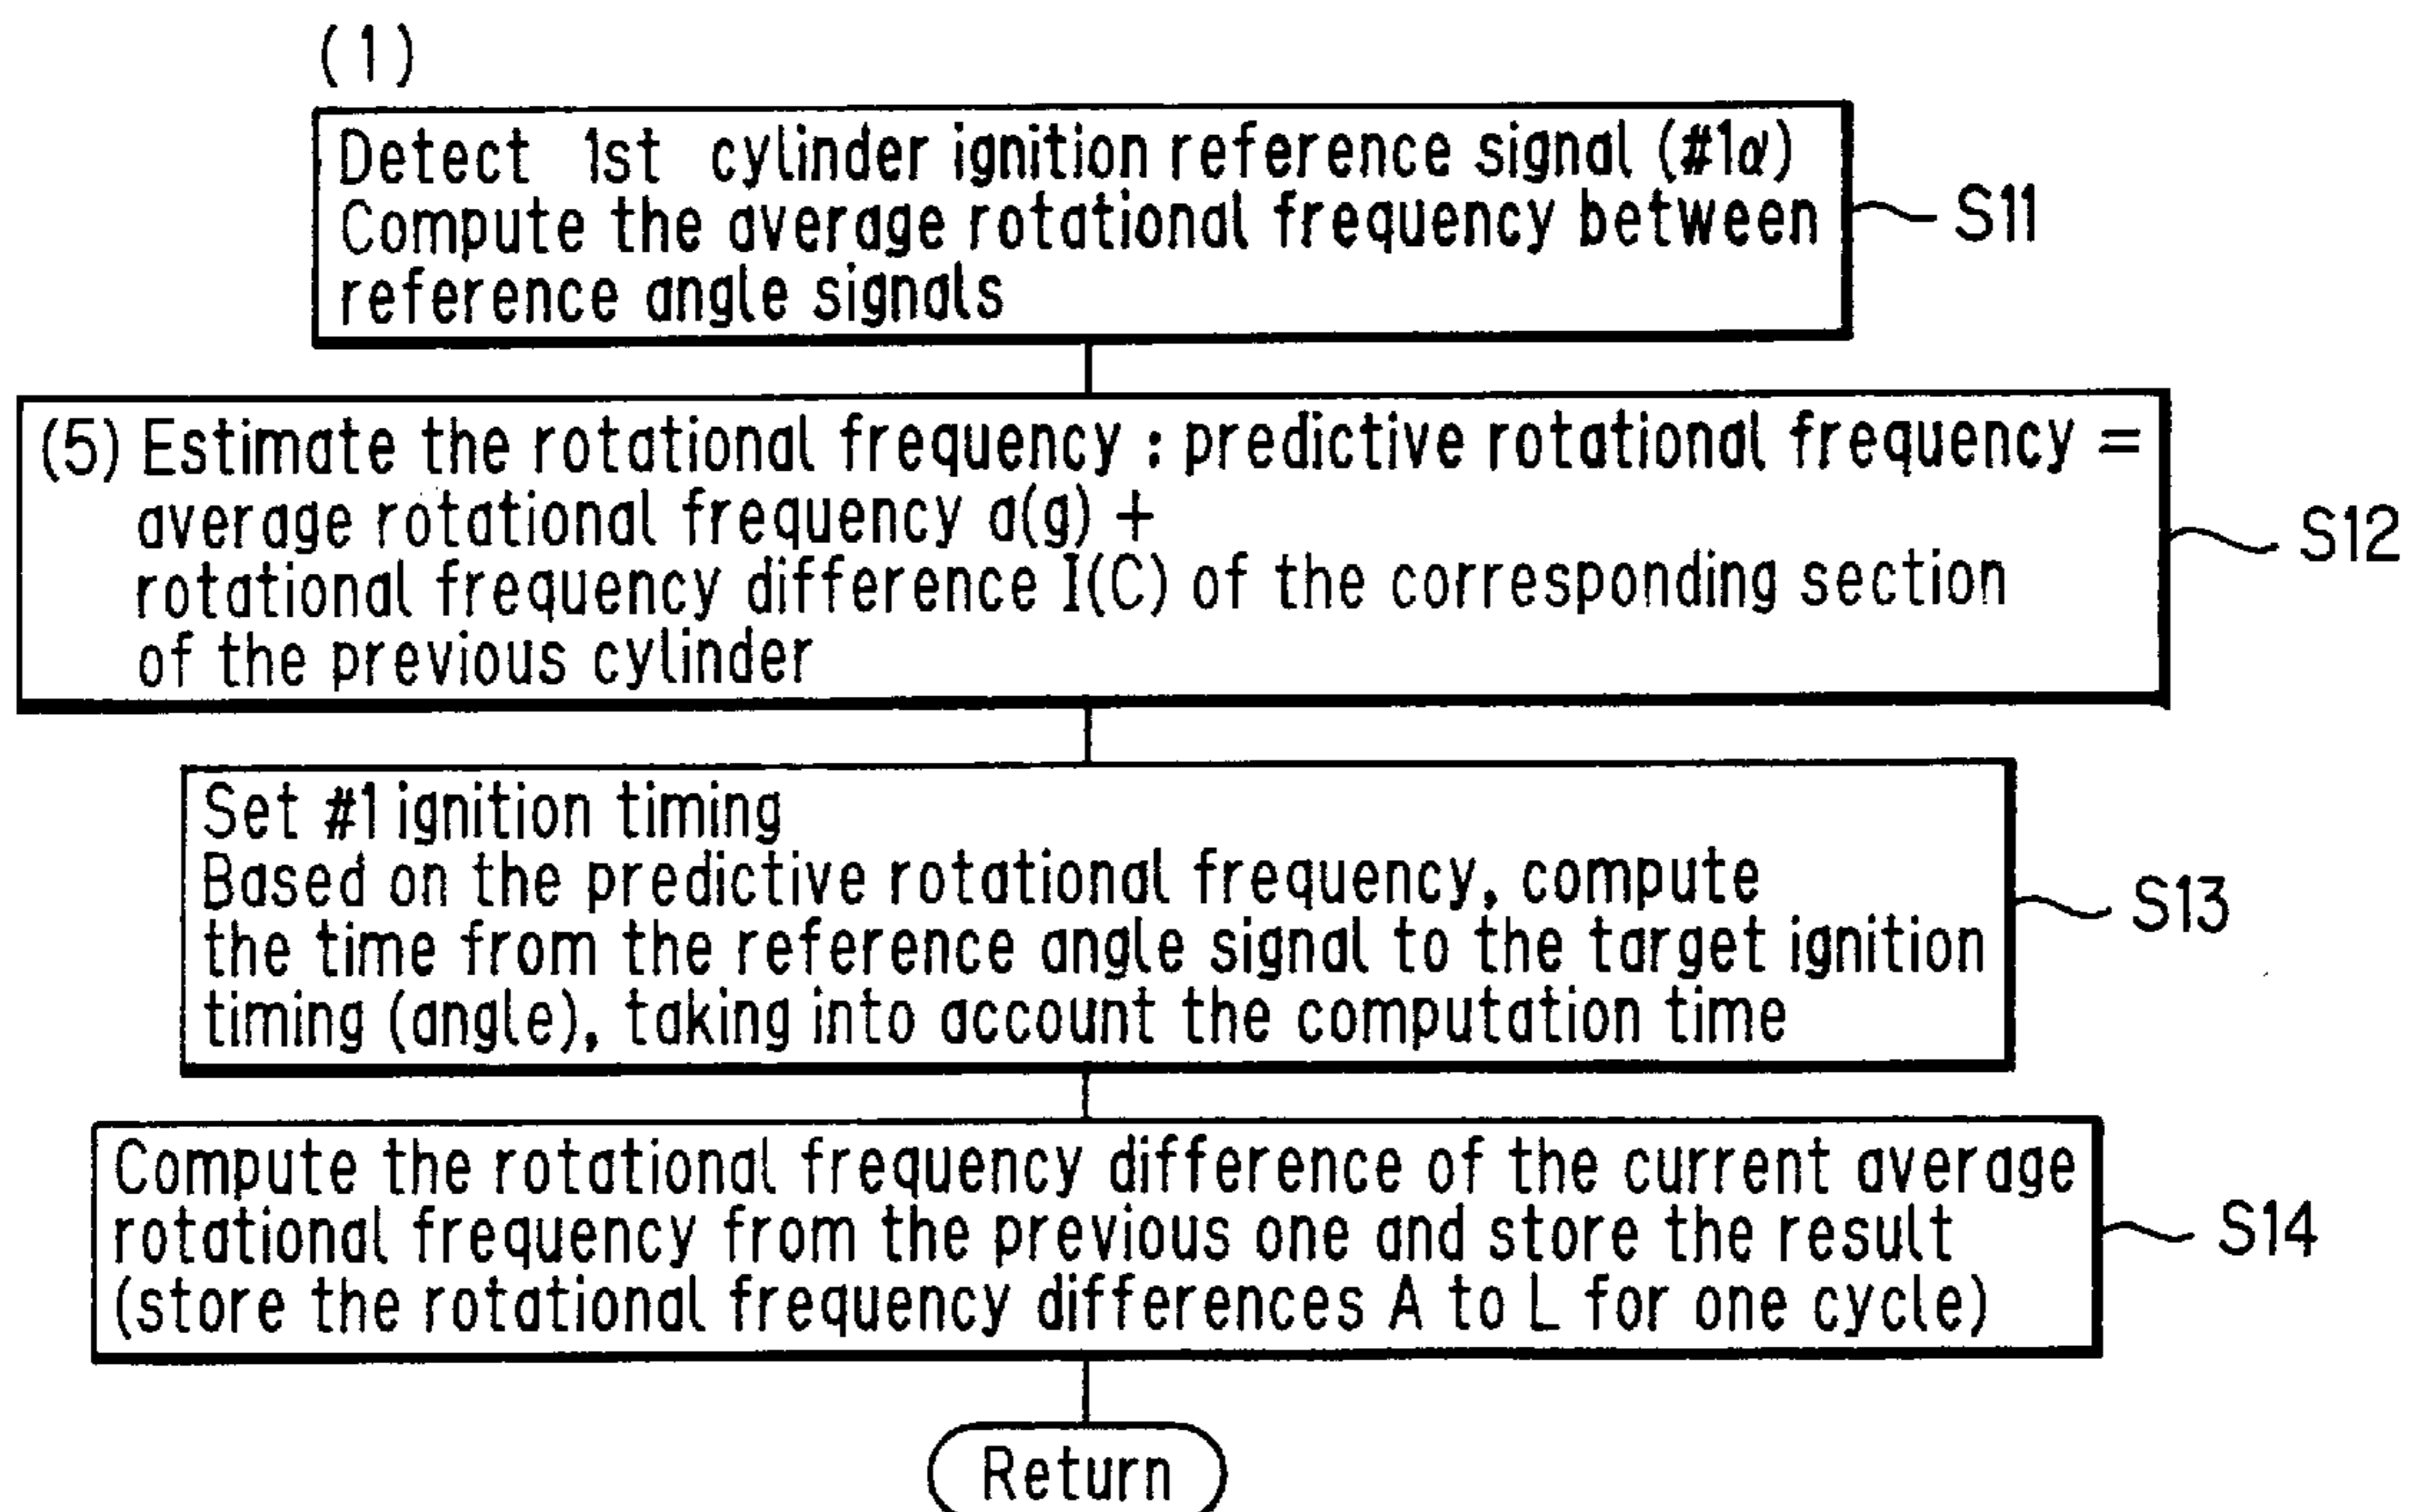 (1)
Detect 1st cylinder ignition reference signal (#1α)
Compute the average rotational frequency between
reference angle signals
S11
(5) Estimate the rotational frequency : predictive rotational frequency =
average rotational frequency a(g) +
rotational frequency difference I(C) of the corresponding section
of the previous cylinder
S12
Set #1 ignition timing
Based on the predictive rotational frequency, compute
the time from the reference angle signal to the target ignition
timing (angle), taking into account the computation time
S13
Compute the rotational frequency difference of the current average
rotational frequency from the previous one and store the result
(store the rotational frequency differences A to L for one cycle)
S14
Return